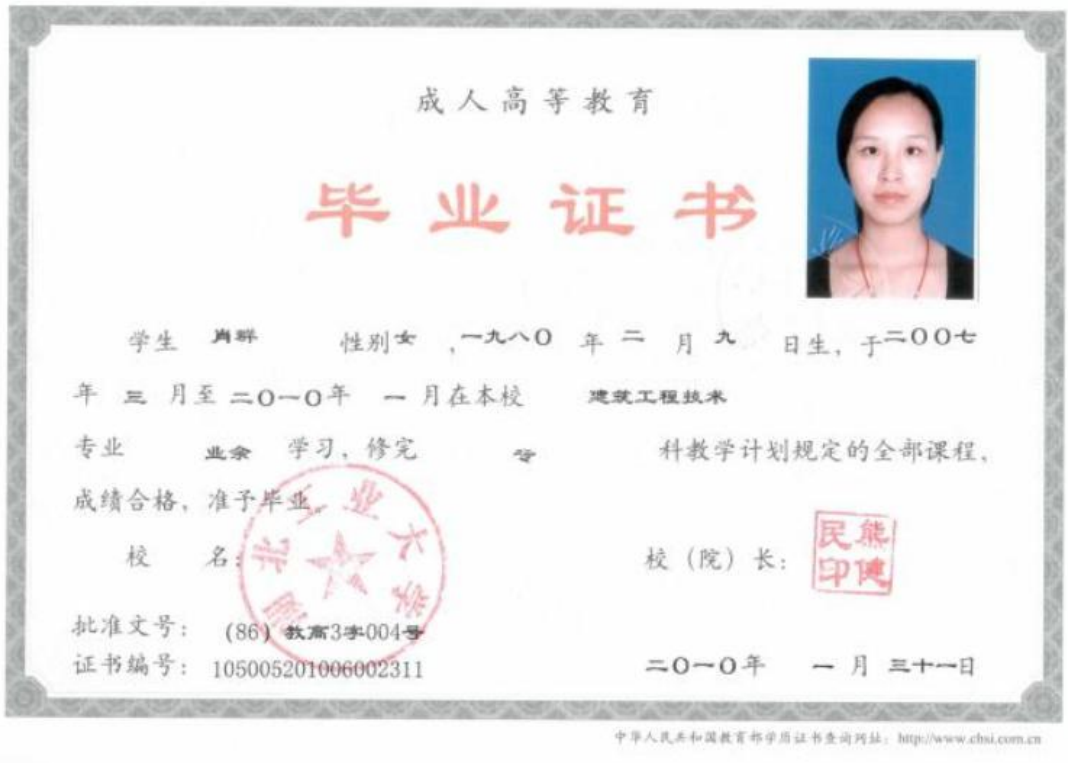 成人高等教育
毕业证书
学生 肖群 性别 女 ,一九八〇 年 二 月 九 日生, 于二〇〇七
年 三 月至 二〇一〇年 一 月在本校 建筑工程技术
专业 业余 学习, 修完 科教学计划规定的全部课程,
成绩合格, 准予毕业。
校 名: 湖北工业大学 校（院）长: 熊健民印
批准文号: (86) 教高3字004号
证书编号: 105005201006002311 二〇一〇年 一 月 三十一日
中华人民共和国教育部学历证书查询网址: http://www.chsi.com.cn